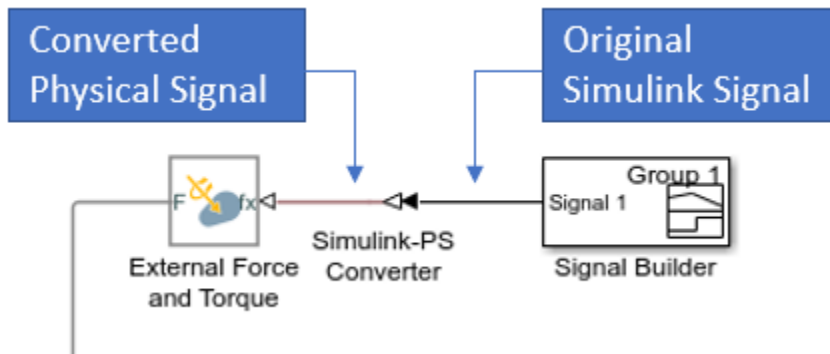 Converted
Physical Signal
Original
Simulink Signal
Group 1
F
fx
Signal 1
Simulink-PS
Converter
External Force
and Torque
Signal Builder